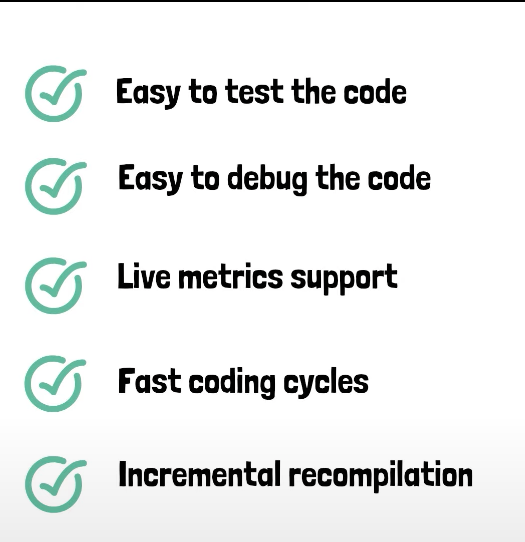 Easy to test the code
Easy to debug the code
Live metrics support
Fast coding cycles
Incremental recompilation